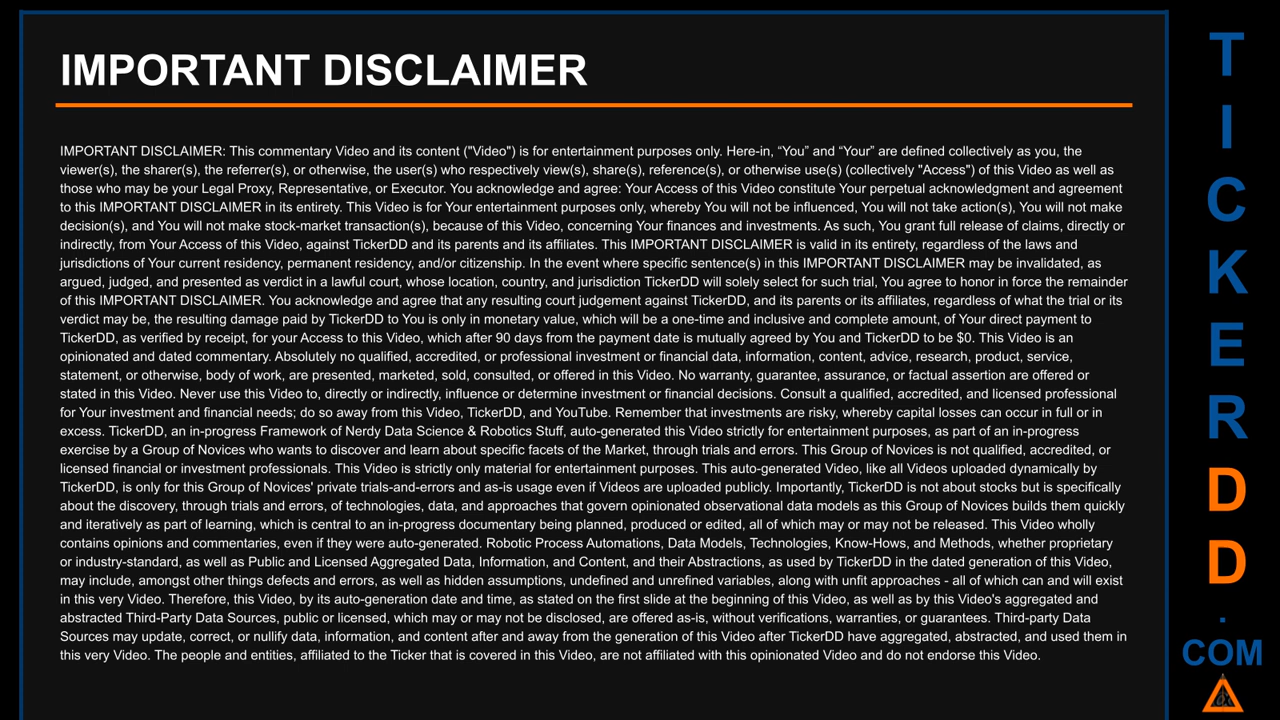 IMPORTANT DISCLAIMER
IMPORTANT DISCLAIMER: This commentary Video and its content ("Video") is for entertainment purposes only. Here-in, “You” and “Your” are defined collectively as you, the
viewer(s), the sharer(s), the referrer(s), or otherwise, the user(s) who respectively view(s), share(s), reference(s), or otherwise use(s) (collectively "Access") of this Video as well as
those who may be your Legal Proxy, Representative, or Executor. You acknowledge and agree: Your Access of this Video constitute Your perpetual acknowledgment and agreement
to this IMPORTANT DISCLAIMER in its entirety. This Video is for Your entertainment purposes only, whereby You will not be influenced, You will not take action(s), You will not make
decision(s), and You will not make stock-market transaction(s), because of this Video, concerning Your finances and investments. As such, You grant full release of claims, directly or
indirectly, from Your Access of this Video, against TickerDD and its parents and its affiliates. This IMPORTANT DISCLAIMER is valid in its entirety, regardless of the laws and
jurisdictions of Your current residency, permanent residency, and/or citizenship. In the event where specific sentence(s) in this IMPORTANT DISCLAIMER may be invalidated, as
argued, judged, and presented as verdict in a lawful court, whose location, country, and jurisdiction TickerDD will solely select for such trial, You agree to honor in force the remainder
of this IMPORTANT DISCLAIMER. You acknowledge and agree that any resulting court judgement against TickerDD, and its parents or its affiliates, regardless of what the trial or its
verdict may be, the resulting damage paid by TickerDD to You is only in monetary value, which will be a one-time and inclusive and complete amount, of Your direct payment to
TickerDD, as verified by receipt, for your Access to this Video, which after 90 days from the payment date is mutually agreed by You and TickerDD to be $0. This Video is an
opinionated and dated commentary. Absolutely no qualified, accredited, or professional investment or financial data, information, content, advice, research, product, service,
statement, or otherwise, body of work, are presented, marketed, sold, consulted, or offered in this Video. No warranty, guarantee, assurance, or factual assertion are offered or
stated in this Video. Never use this Video to, directly or indirectly, influence or determine investment or financial decisions. Consult a qualified, accredited, and licensed professional
for Your investment and financial needs; do so away from this Video, TickerDD, and YouTube. Remember that investments are risky, whereby capital losses can occur in full or in
excess. TickerDD, an in-progress Framework of Nerdy Data Science & Robotics Stuff, auto-generated this Video strictly for entertainment purposes, as part of an in-progress
exercise by a Group of Novices who wants to discover and learn about specific facets of the Market, through trials and errors. This Group of Novices is not qualified, accredited, or
licensed financial or investment professionals. This Video is strictly only material for entertainment purposes. This auto-generated Video, like all Videos uploaded dynamically by
TickerDD, is only for this Group of Novices' private trials-and-errors and as-is usage even if Videos are uploaded publicly. Importantly, TickerDD is not about stocks but is specifically
about the discovery, through trials and errors, of technologies, data, and approaches that govern opinionated observational data models as this Group of Novices builds them quickly
and iteratively as part of learning, which is central to an in-progress documentary being planned, produced or edited, all of which may or may not be released. This Video wholly
contains opinions and commentaries, even if they were auto-generated. Robotic Process Automations, Data Models, Technologies, Know-Hows, and Methods, whether proprietary
or industry-standard, as well as Public and Licensed Aggregated Data, Information, and Content, and their Abstractions, as used by TickerDD in the dated generation of this Video,
may include, amongst other things defects and errors, as well as hidden assumptions, undefined and unrefined variables, along with unfit approaches - all of which can and will exist
in this very Video. Therefore, this Video, by its auto-generation date and time, as stated on the first slide at the beginning of this Video, as well as by this Video's aggregated and
abstracted Third-Party Data Sources, public or licensed, which may or may not be disclosed, are offered as-is, without verifications, warranties, or guarantees. Third-party Data
Sources may update, correct, or nullify data, information, and content after and away from the generation of this Video after TickerDD have aggregated, abstracted, and used them in
this very Video. The people and entities, affiliated to the Ticker that is covered in this Video, are not affiliated with this opinionated Video and do not endorse this Video.
T
I
C
K
E
R
D
D
.
COM